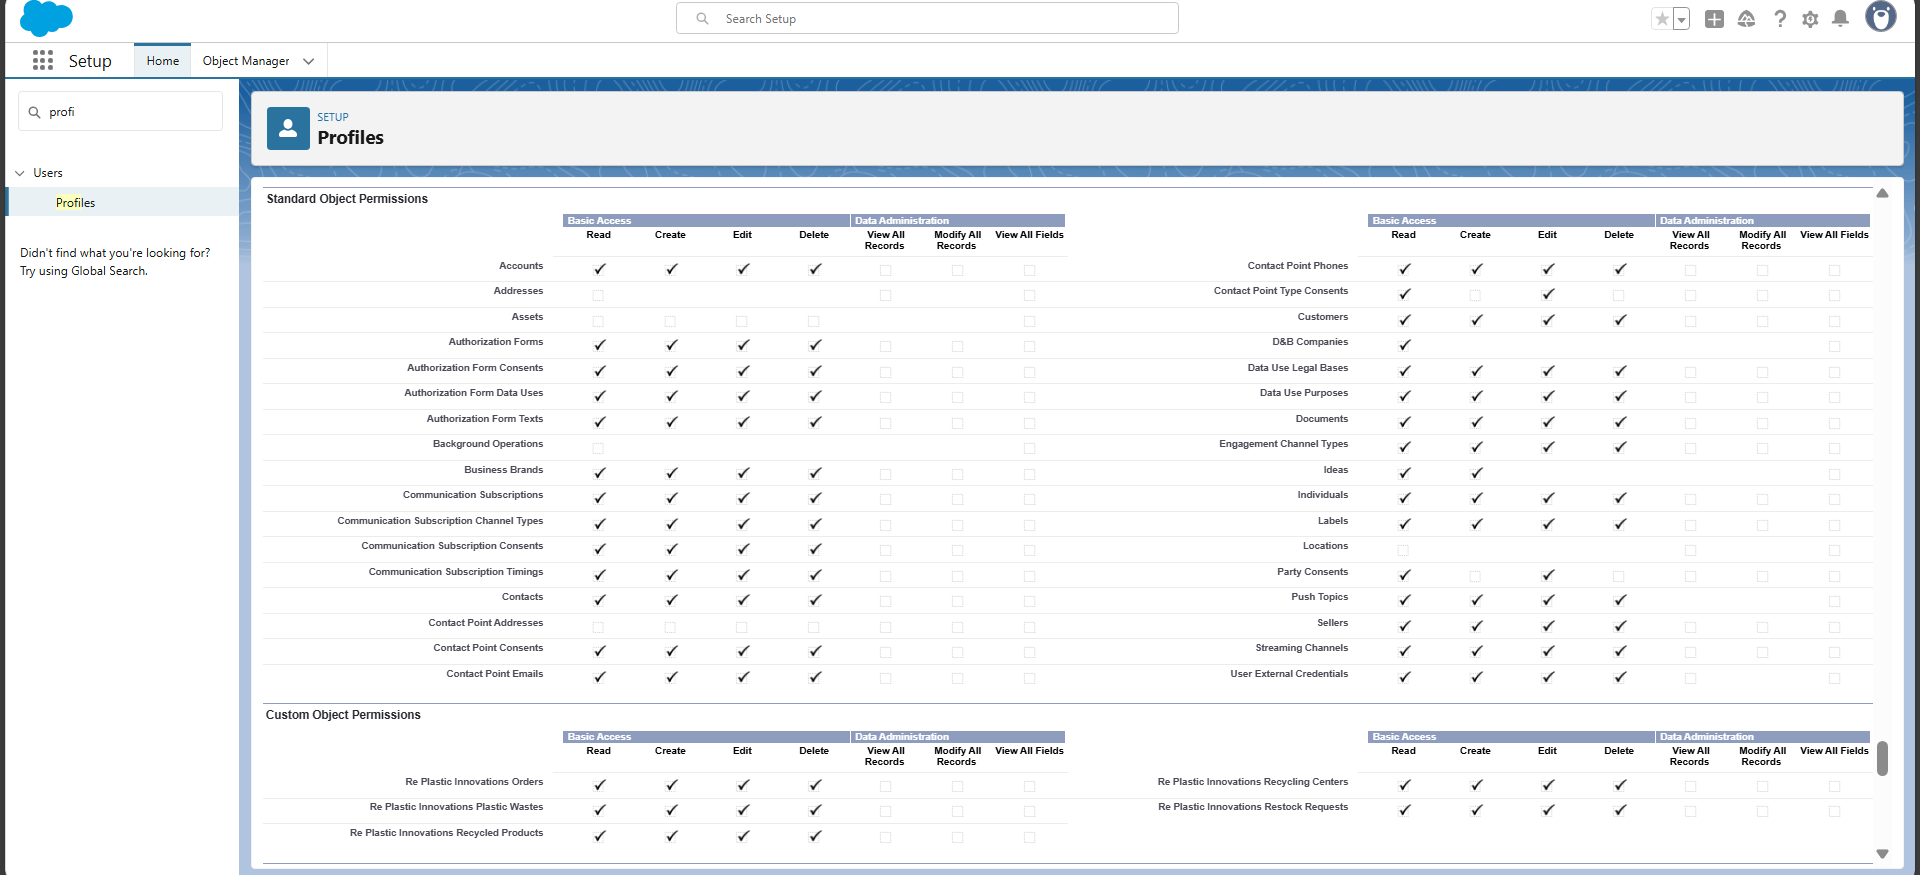 Search Setup
Setup
Home
Object Manager
profi
Users
Profiles
Didn't find what you're looking for?
Try using Global Search.
SETUP
Profiles
Standard Object Permissions
Basic Access Data Administration
Read Create Edit Delete View All Records Modify All Records View All Fields
Accounts
Addresses
Assets
Authorization Forms
Authorization Form Consents
Authorization Form Data Uses
Authorization Form Texts
Background Operations
Business Brands
Communication Subscriptions
Communication Subscription Channel Types
Communication Subscription Consents
Communication Subscription Timings
Contacts
Contact Point Addresses
Contact Point Consents
Contact Point Emails
Basic Access Data Administration
Read Create Edit Delete View All Records Modify All Records View All Fields
Contact Point Phones
Contact Point Type Consents
Customers
D&B Companies
Data Use Legal Bases
Data Use Purposes
Documents
Engagement Channel Types
Ideas
Individuals
Labels
Locations
Party Consents
Push Topics
Sellers
Streaming Channels
User External Credentials
Custom Object Permissions
Basic Access Data Administration
Read Create Edit Delete View All Records Modify All Records View All Fields
Re Plastic Innovations Orders
Re Plastic Innovations Plastic Wastes
Re Plastic Innovations Recycled Products
Basic Access Data Administration
Read Create Edit Delete View All Records Modify All Records View All Fields
Re Plastic Innovations Recycling Centers
Re Plastic Innovations Restock Requests